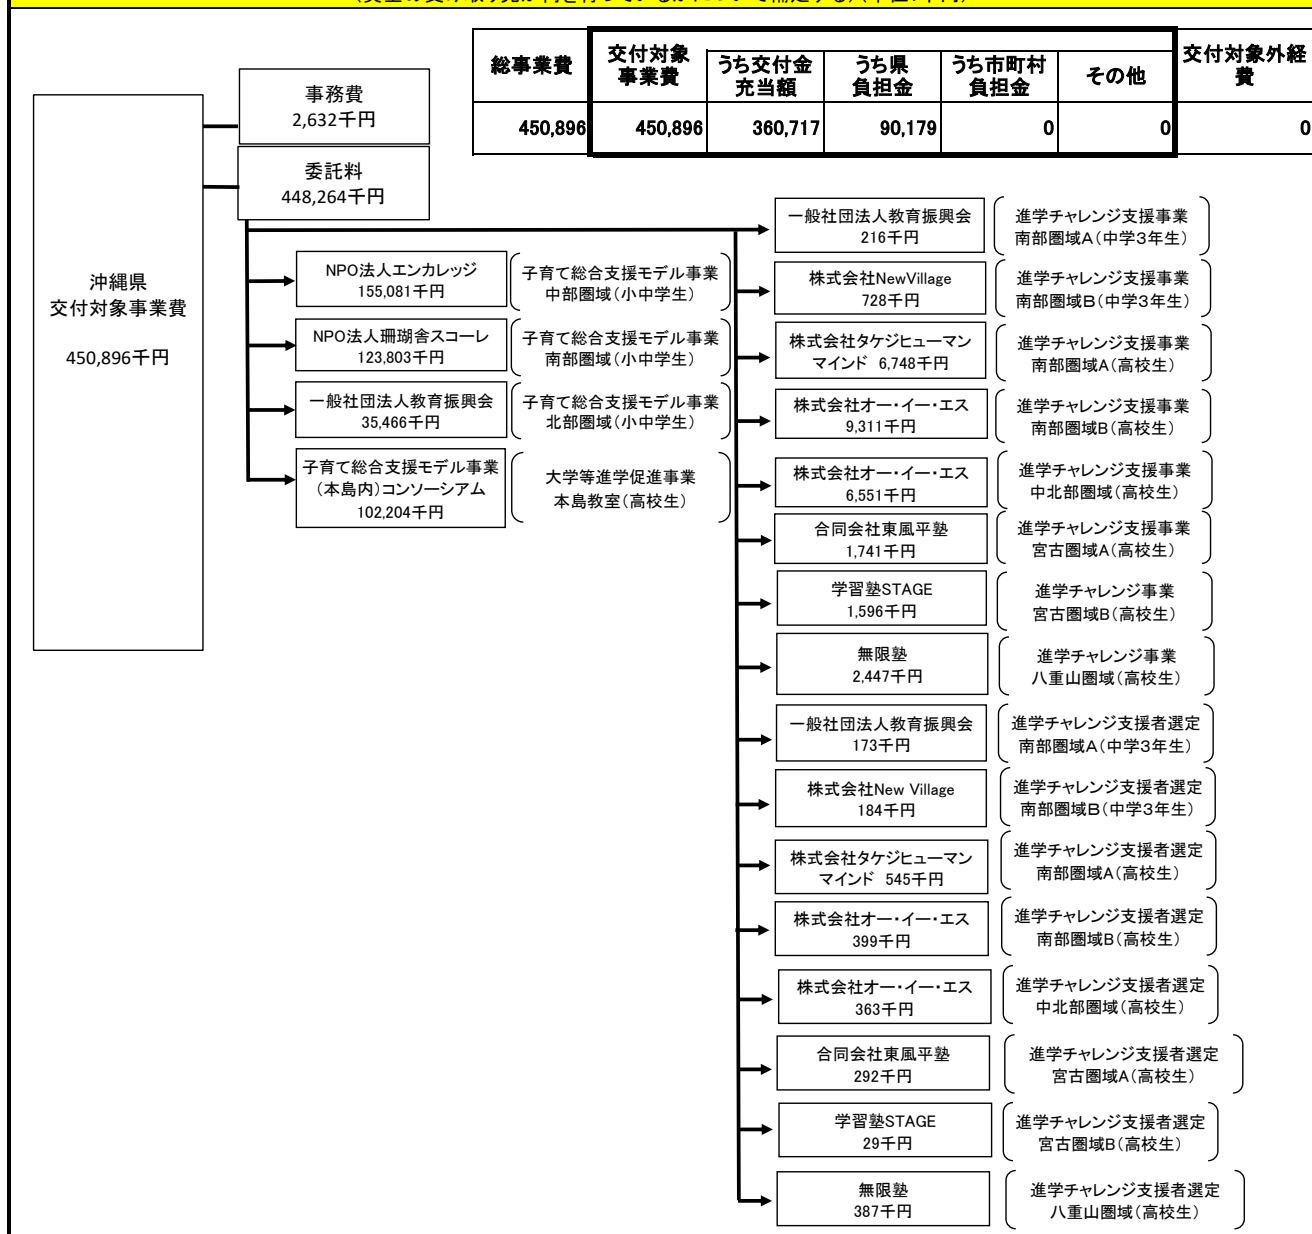 (資金の受け取り先が何を行っているかについて補足する)(単位:千円)
総事業費
交付対象
事業費
うち交付金
充当額
うち県
負担金
うち市町村
負担金
その他
交付対象外経
費
450,896
450,896
360,717
90,179
0
0
0
事務費
2,632千円
委託料
448,264千円
沖縄県
交付対象事業費
450,896千円
NPO法人エンカレッジ
155,081千円
子育て総合支援モデル事業
中部圏域(小中学生)
NPO法人珊瑚舎スコーレ
123,803千円
子育て総合支援モデル事業
南部圏域(小中学生)
一般社団法人教育振興会
35,466千円
子育て総合支援モデル事業
北部圏域(小中学生)
子育て総合支援モデル事業
(本島内)コンソーシアム
102,204千円
大学等進学促進事業
本島教室(高校生)
一般社団法人教育振興会
216千円
進学チャレンジ支援事業
南部圏域A(中学3年生)
株式会社NewVillage
728千円
進学チャレンジ支援事業
南部圏域B(中学3年生)
株式会社タケジヒューマン
マインド 6,748千円
進学チャレンジ支援事業
南部圏域A(高校生)
株式会社オー・イー・エス
9,311千円
進学チャレンジ支援事業
南部圏域B(高校生)
株式会社オー・イー・エス
6,551千円
進学チャレンジ支援事業
中北部圏域(高校生)
合同会社東風平塾
1,741千円
進学チャレンジ支援事業
宮古圏域A(高校生)
学習塾STAGE
1,596千円
進学チャレンジ事業
宮古圏域B(高校生)
無限塾
2,447千円
進学チャレンジ事業
八重山圏域(高校生)
一般社団法人教育振興会
173千円
進学チャレンジ支援者選定
南部圏域A(中学3年生)
株式会社New Village
184千円
進学チャレンジ支援者選定
南部圏域B(中学3年生)
株式会社タケジヒューマン
マインド 545千円
進学チャレンジ支援者選定
南部圏域A(高校生)
株式会社オー・イー・エス
399千円
進学チャレンジ支援者選定
南部圏域B(高校生)
株式会社オー・イー・エス
363千円
進学チャレンジ支援者選定
中北部圏域(高校生)
合同会社東風平塾
292千円
進学チャレンジ支援者選定
宮古圏域A(高校生)
学習塾STAGE
29千円
進学チャレンジ支援者選定
宮古圏域B(高校生)
無限塾
387千円
進学チャレンジ支援者選定
八重山圏域(高校生)